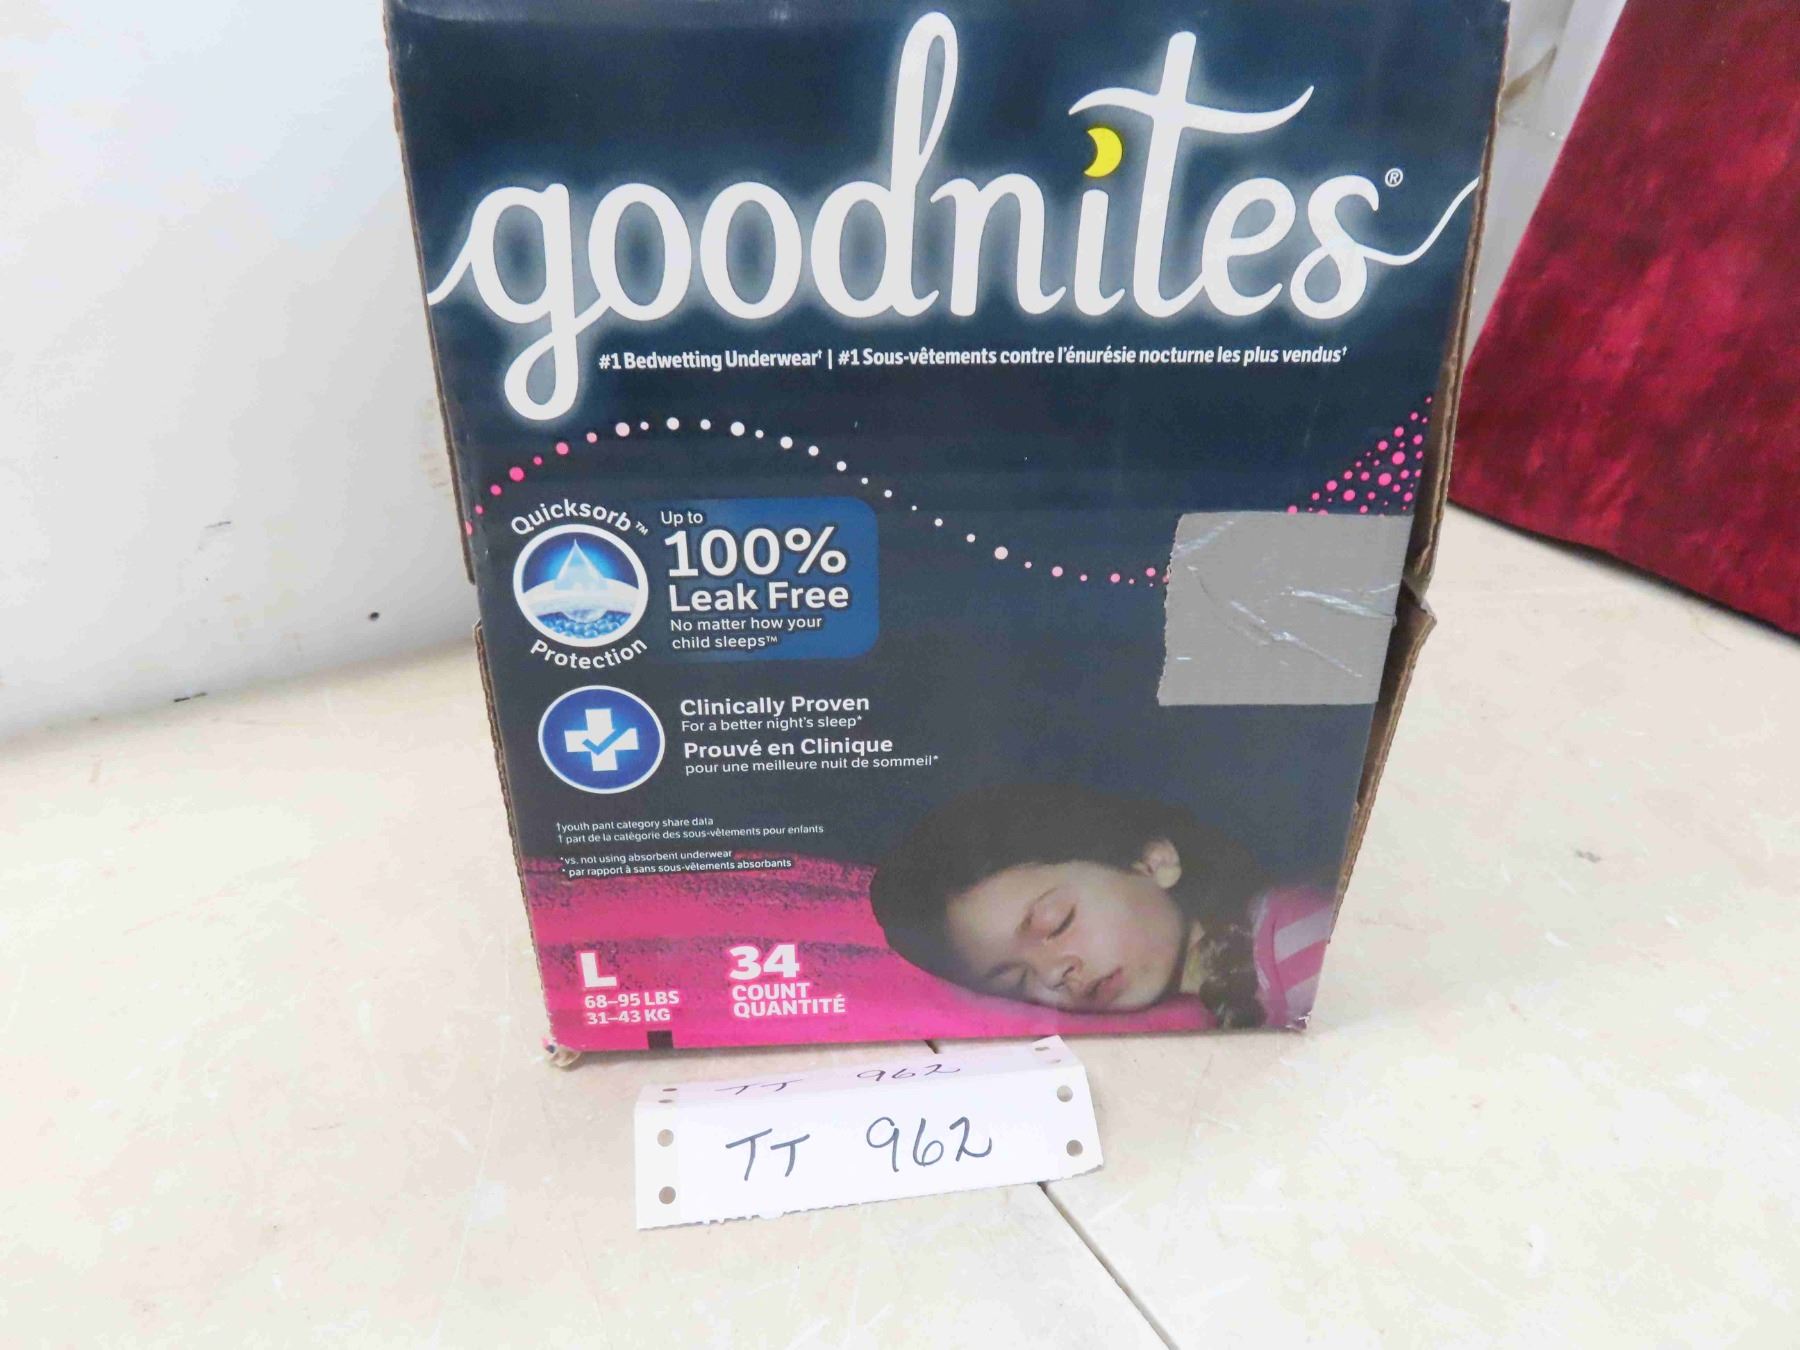 goodnites®
#1 Bedwetting Underwear† | #1 Sous-vêtements contre l'énurésie nocturne les plus vendus†
Quicksorb™
Protection
Up to
100%
Leak Free
No matter how your
child sleeps™
Clinically Proven
For a better night's sleep*
Prouvé en Clinique
pour une meilleure nuit de sommeil*
†youth pant category share data
† part de la catégorie des sous-vêtements pour enfants
*vs. not using absorbent underwear
* par rapport à sans sous-vêtements absorbants
L
68–95 LBS
31–43 KG
34
COUNT
QUANTITÉ
TT 962
TT 962